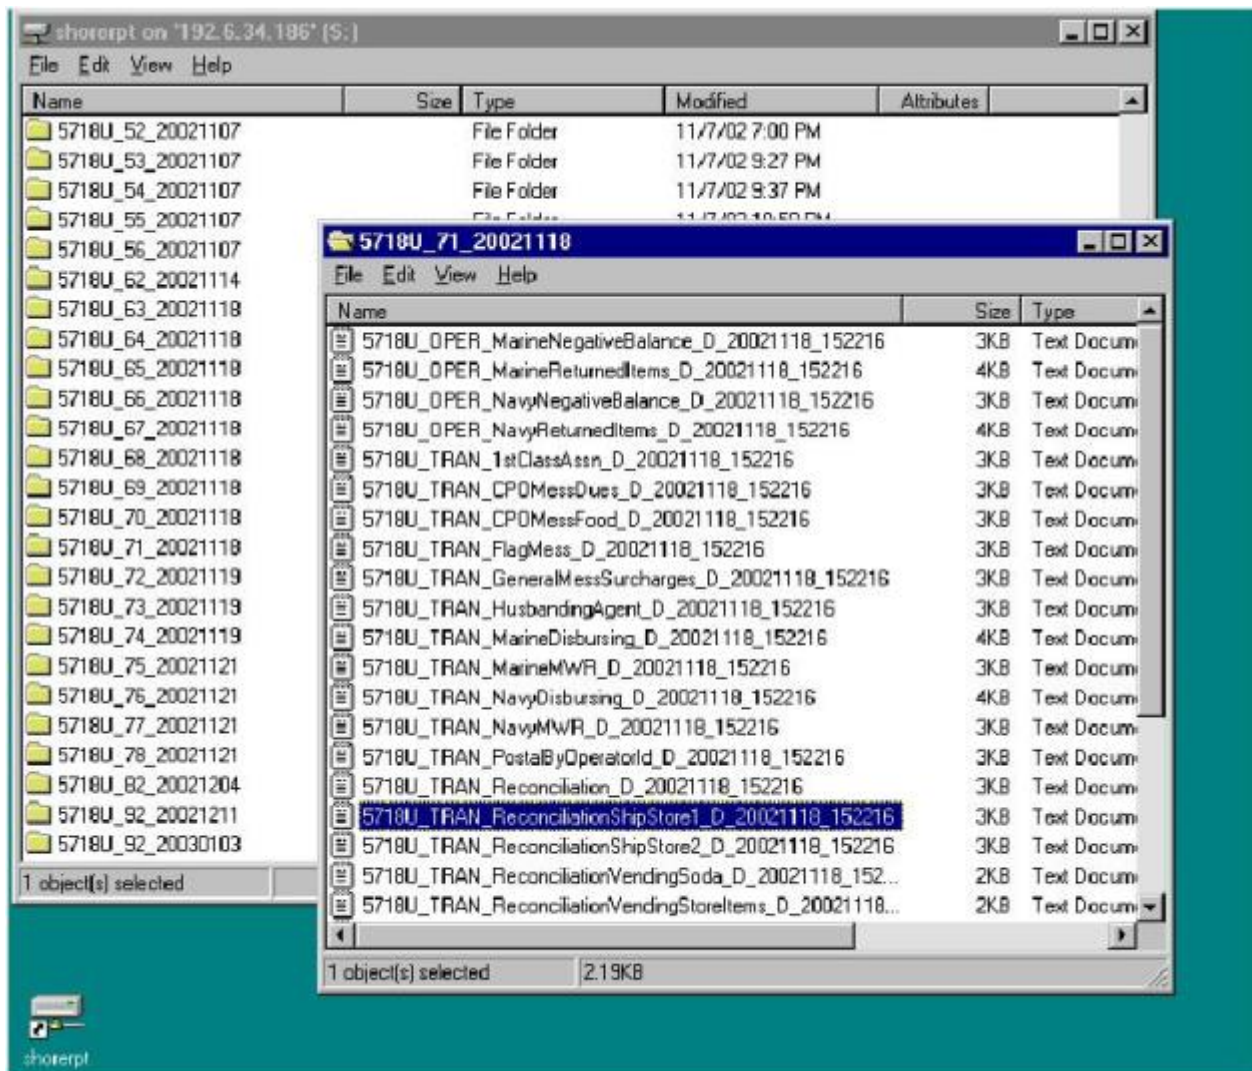 shorerpt on '192.6.34.186' (S:)
File Edit View Help
Name Size Type Modified Attributes
5718U_52_20021107 File Folder 11/7/02 7:00 PM
5718U_53_20021107 File Folder 11/7/02 9:27 PM
5718U_54_20021107 File Folder 11/7/02 9:37 PM
5718U_55_20021107
5718U_56_20021107
5718U_62_20021114
5718U_63_20021118
5718U_64_20021118
5718U_65_20021118
5718U_66_20021118
5718U_67_20021118
5718U_68_20021118
5718U_69_20021118
5718U_70_20021118
5718U_71_20021118
5718U_72_20021119
5718U_73_20021119
5718U_74_20021119
5718U_75_20021121
5718U_76_20021121
5718U_77_20021121
5718U_78_20021121
5718U_82_20021204
5718U_92_20021211
5718U_92_20030103
1 object(s) selected
5718U_71_20021118
File Edit View Help
Name Size Type
5718U_OPER_MarineNegativeBalance_D_20021118_152216 3KB Text Docum
5718U_OPER_MarineReturnedItems_D_20021118_152216 4KB Text Docum
5718U_OPER_NavyNegativeBalance_D_20021118_152216 3KB Text Docum
5718U_OPER_NavyReturnedItems_D_20021118_152216 4KB Text Docum
5718U_TRAN_1stClassAssn_D_20021118_152216 3KB Text Docum
5718U_TRAN_CPOMessDues_D_20021118_152216 3KB Text Docum
5718U_TRAN_CPOMessFood_D_20021118_152216 3KB Text Docum
5718U_TRAN_FlagMess_D_20021118_152216 3KB Text Docum
5718U_TRAN_GeneralMessSurcharges_D_20021118_152216 3KB Text Docum
5718U_TRAN_HusbandingAgent_D_20021118_152216 3KB Text Docum
5718U_TRAN_MarineDisbursing_D_20021118_152216 4KB Text Docum
5718U_TRAN_MarineMWR_D_20021118_152216 3KB Text Docum
5718U_TRAN_NavyDisbursing_D_20021118_152216 4KB Text Docum
5718U_TRAN_NavyMWR_D_20021118_152216 3KB Text Docum
5718U_TRAN_PostalByOperatorId_D_20021118_152216 3KB Text Docum
5718U_TRAN_Reconciliation_D_20021118_152216 3KB Text Docum
5718U_TRAN_ReconciliationShipStore1_D_20021118_152216 3KB Text Docum
5718U_TRAN_ReconciliationShipStore2_D_20021118_152216 3KB Text Docum
5718U_TRAN_ReconciliationVendingSoda_D_20021118_152... 2KB Text Docum
5718U_TRAN_ReconciliationVendingStoreItems_D_20021118... 2KB Text Docum
1 object(s) selected 2.19KB
shorerpt